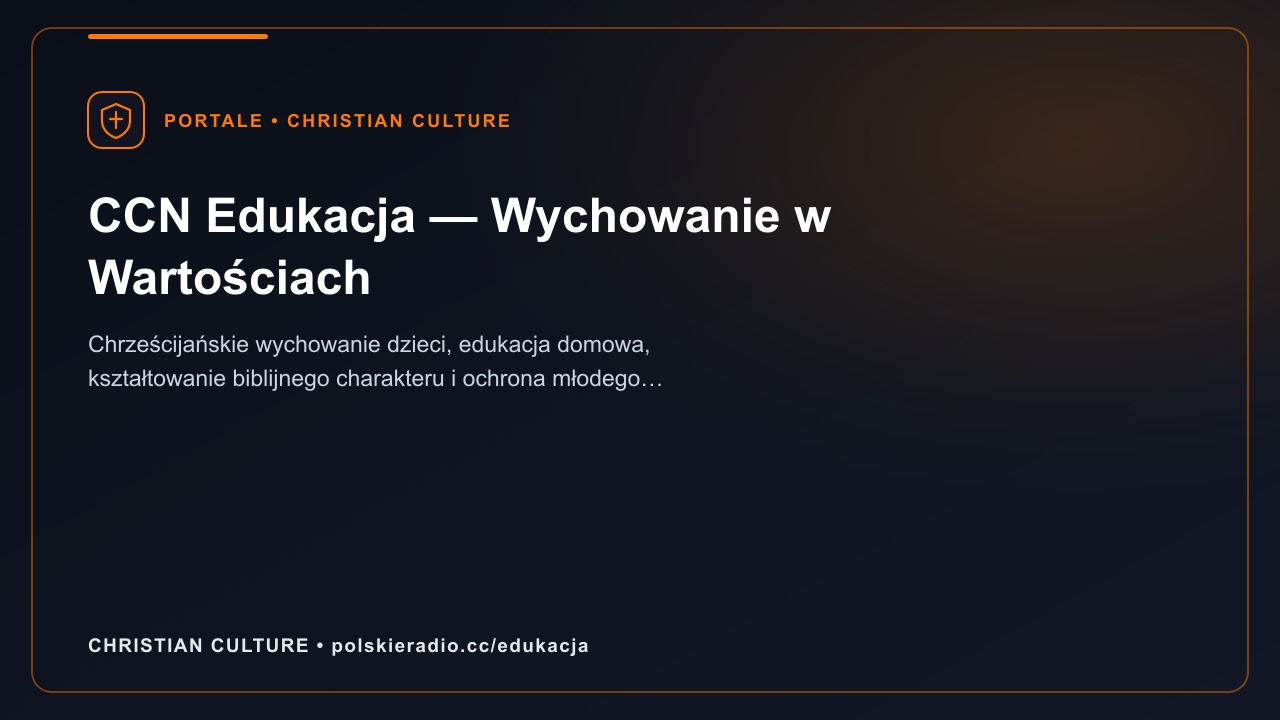 PORTALE • CHRISTIAN CULTURE
CCN Edukacja — Wychowanie w
Wartościach
Chrześcijańskie wychowanie dzieci, edukacja domowa,
kształtowanie biblijnego charakteru i ochrona młodego…
CHRISTIAN CULTURE • polskieradio.cc/edukacja